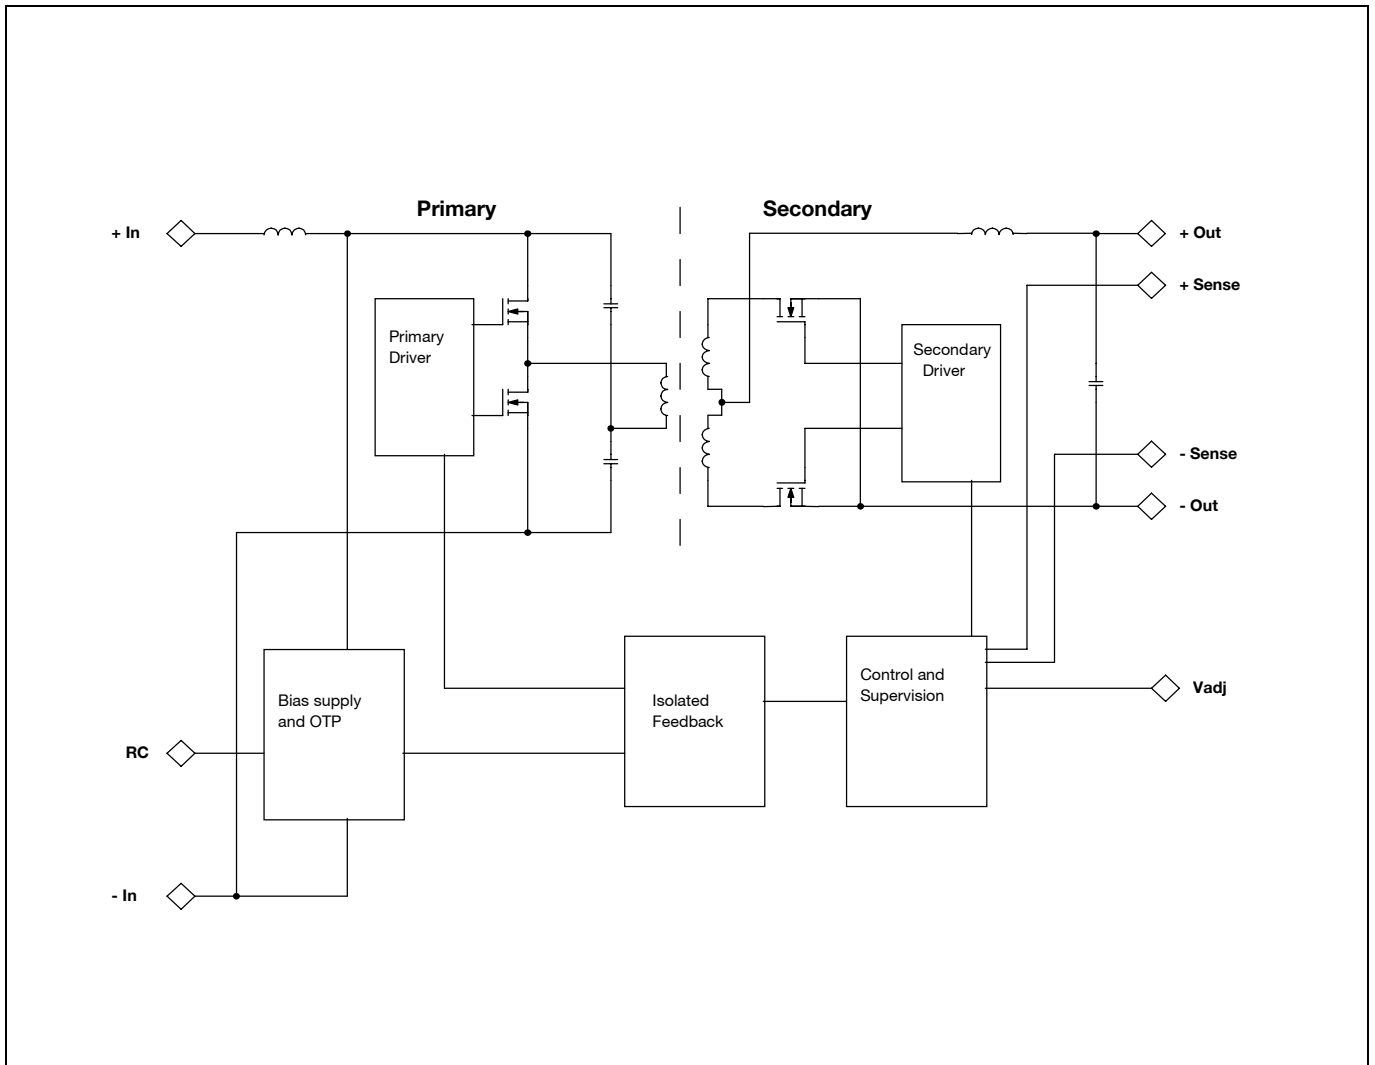 Primary
Secondary
+ In
+ Out
+ Sense
Primary
Driver
Secondary
Driver
- Sense
- Out
Bias supply
and OTP
Isolated
Feedback
Control and
Supervision
Vadj
RC
- In